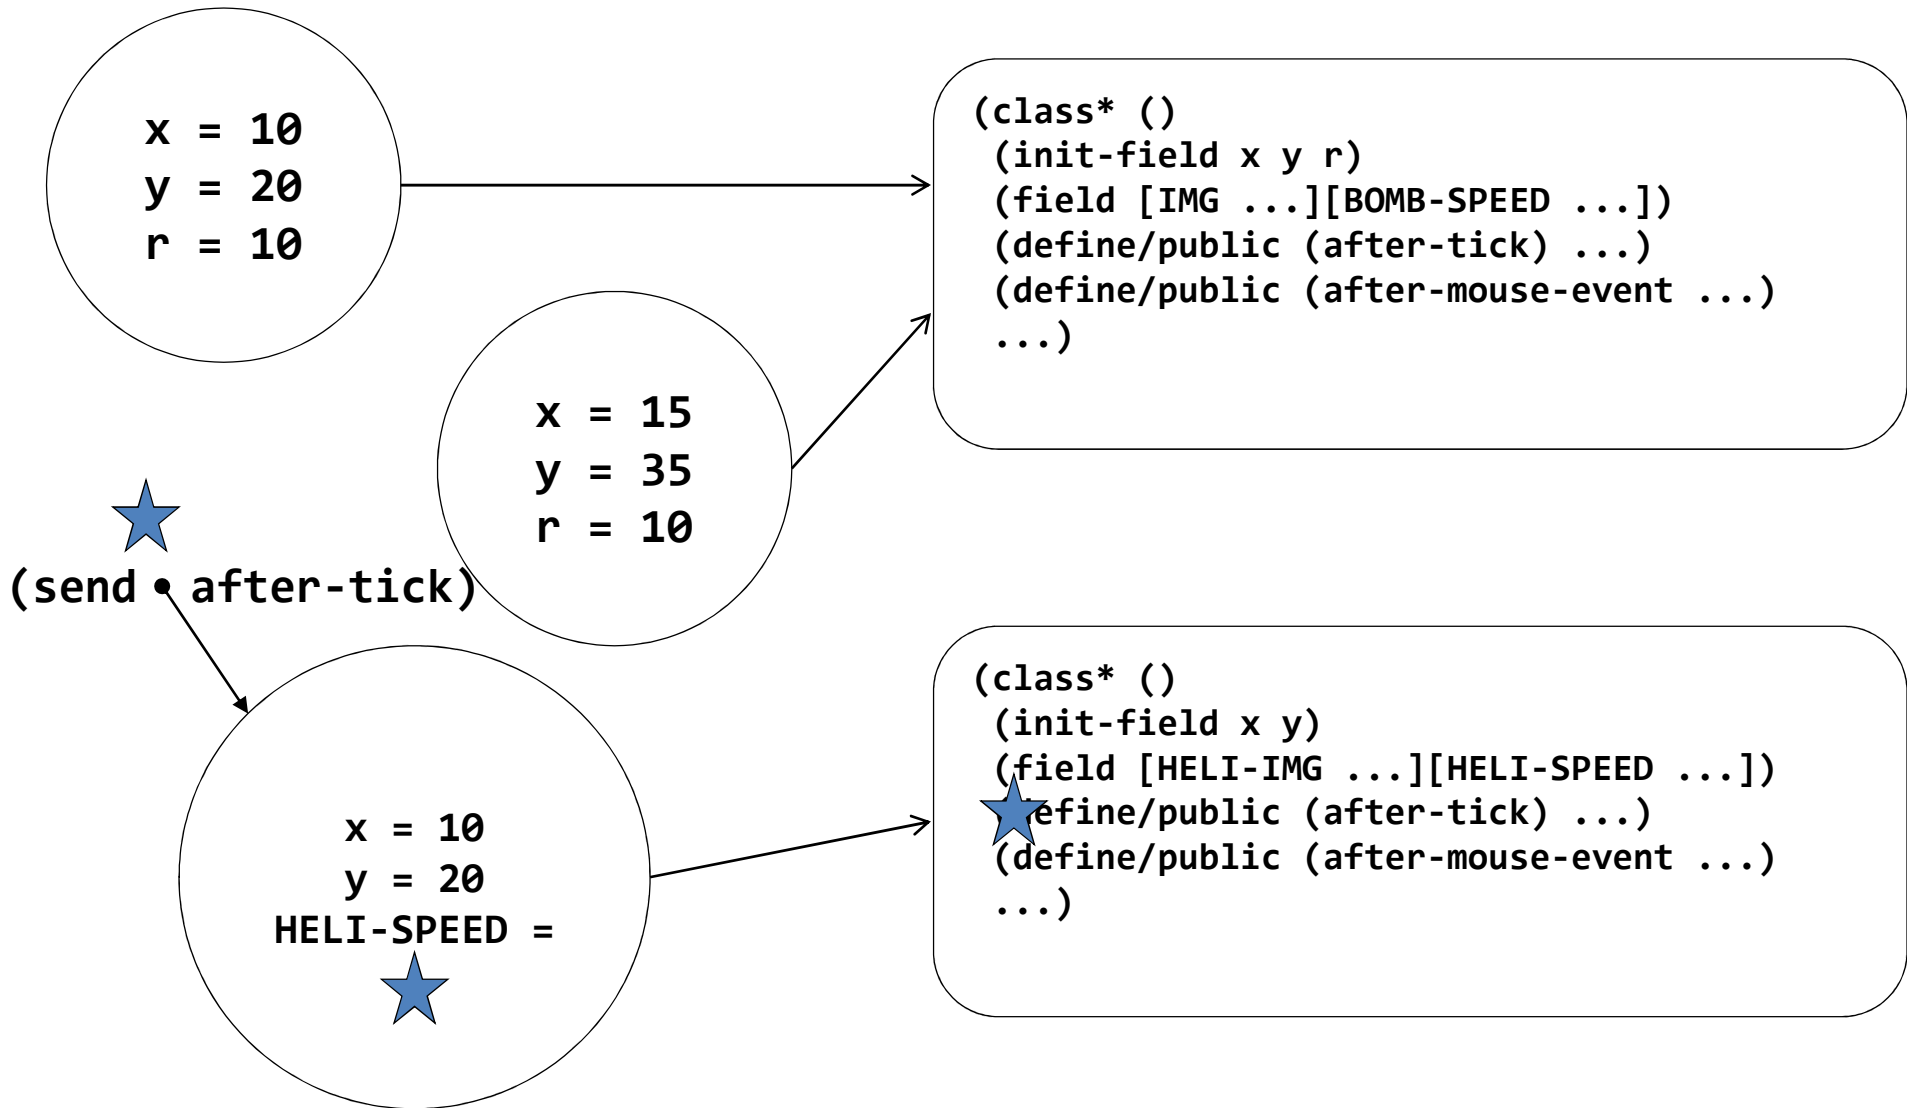 x = 10
y = 20
r = 10
(class* ()
(init-field x y r)
(field [IMG ...][BOMB-SPEED ...])
(define/public (after-tick) ...)
(define/public (after-mouse-event ...)
...)
x = 15
y = 35
r = 10
(send • after-tick)
x = 10
y = 20
HELI-SPEED =
(class* ()
(init-field x y)
(field [HELI-IMG ...][HELI-SPEED ...])
(define/public (after-tick) ...)
(define/public (after-mouse-event ...)
...)